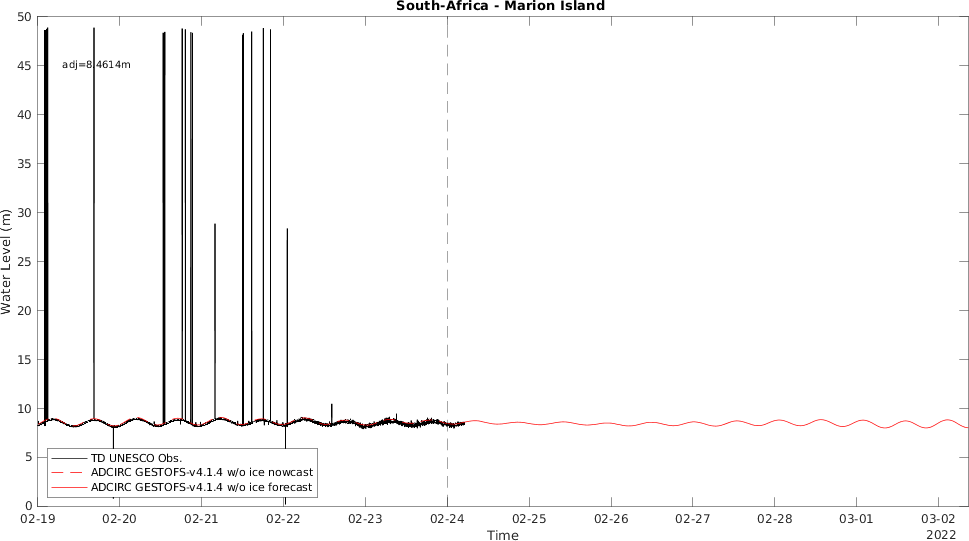 South-Africa - Marion Island
50
45
40
35
30
25
20
15
10
5
0
Water Level (m)
adj=8.4614m
TD UNESCO Obs.
ADCIRC GESTOFS-v4.1.4 w/o ice nowcast
ADCIRC GESTOFS-v4.1.4 w/o ice forecast
02-19 02-20 02-21 02-22 02-23 02-24 02-25 02-26 02-27 02-28 03-01 03-02
Time
2022